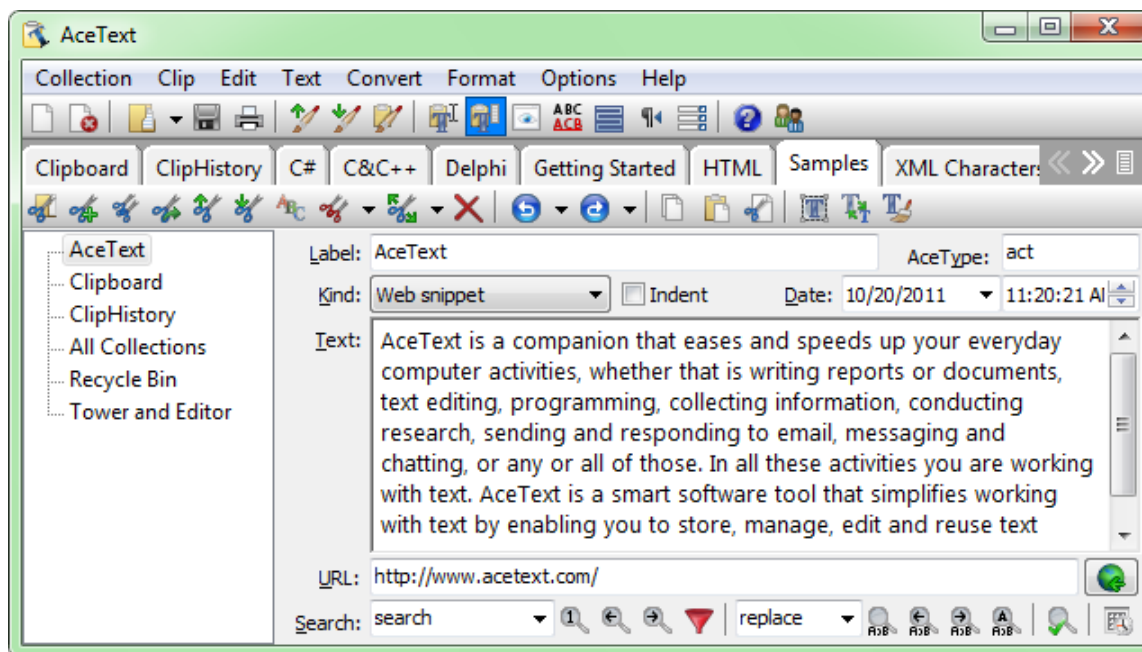 AceText
Collection Clip Edit Text Convert Format Options Help
ABC
ACB
Clipboard ClipHistory C# C&C++ Delphi Getting Started HTML Samples XML Character
ABC
AceText
Clipboard
ClipHistory
All Collections
Recycle Bin
Tower and Editor
Label: AceText AceType: act
Kind: Web snippet Indent Date: 10/20/2011 11:20:21 AM
Text: AceText is a companion that eases and speeds up your everyday
computer activities, whether that is writing reports or documents,
text editing, programming, collecting information, conducting
research, sending and responding to email, messaging and
chatting, or any or all of those. In all these activities you are working
with text. AceText is a smart software tool that simplifies working
with text by enabling you to store, manage, edit and reuse text
URL: http://www.acetext.com/
Search: search 1 replace A›B A›B A›B A A›B